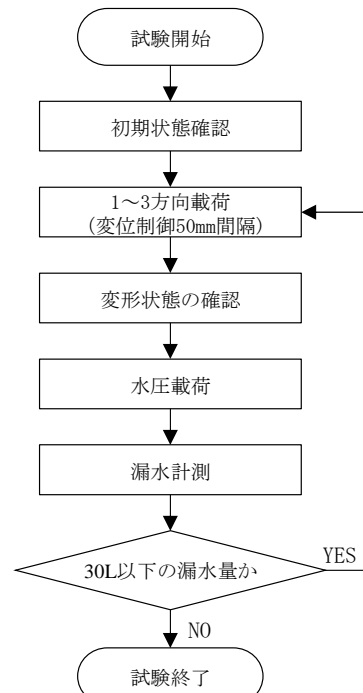 試験開始
初期状態確認
1～3方向載荷
(変位制御50mm間隔)
変形状態の確認
水圧載荷
漏水計測
30L以下の漏水量か
YES
NO
試験終了